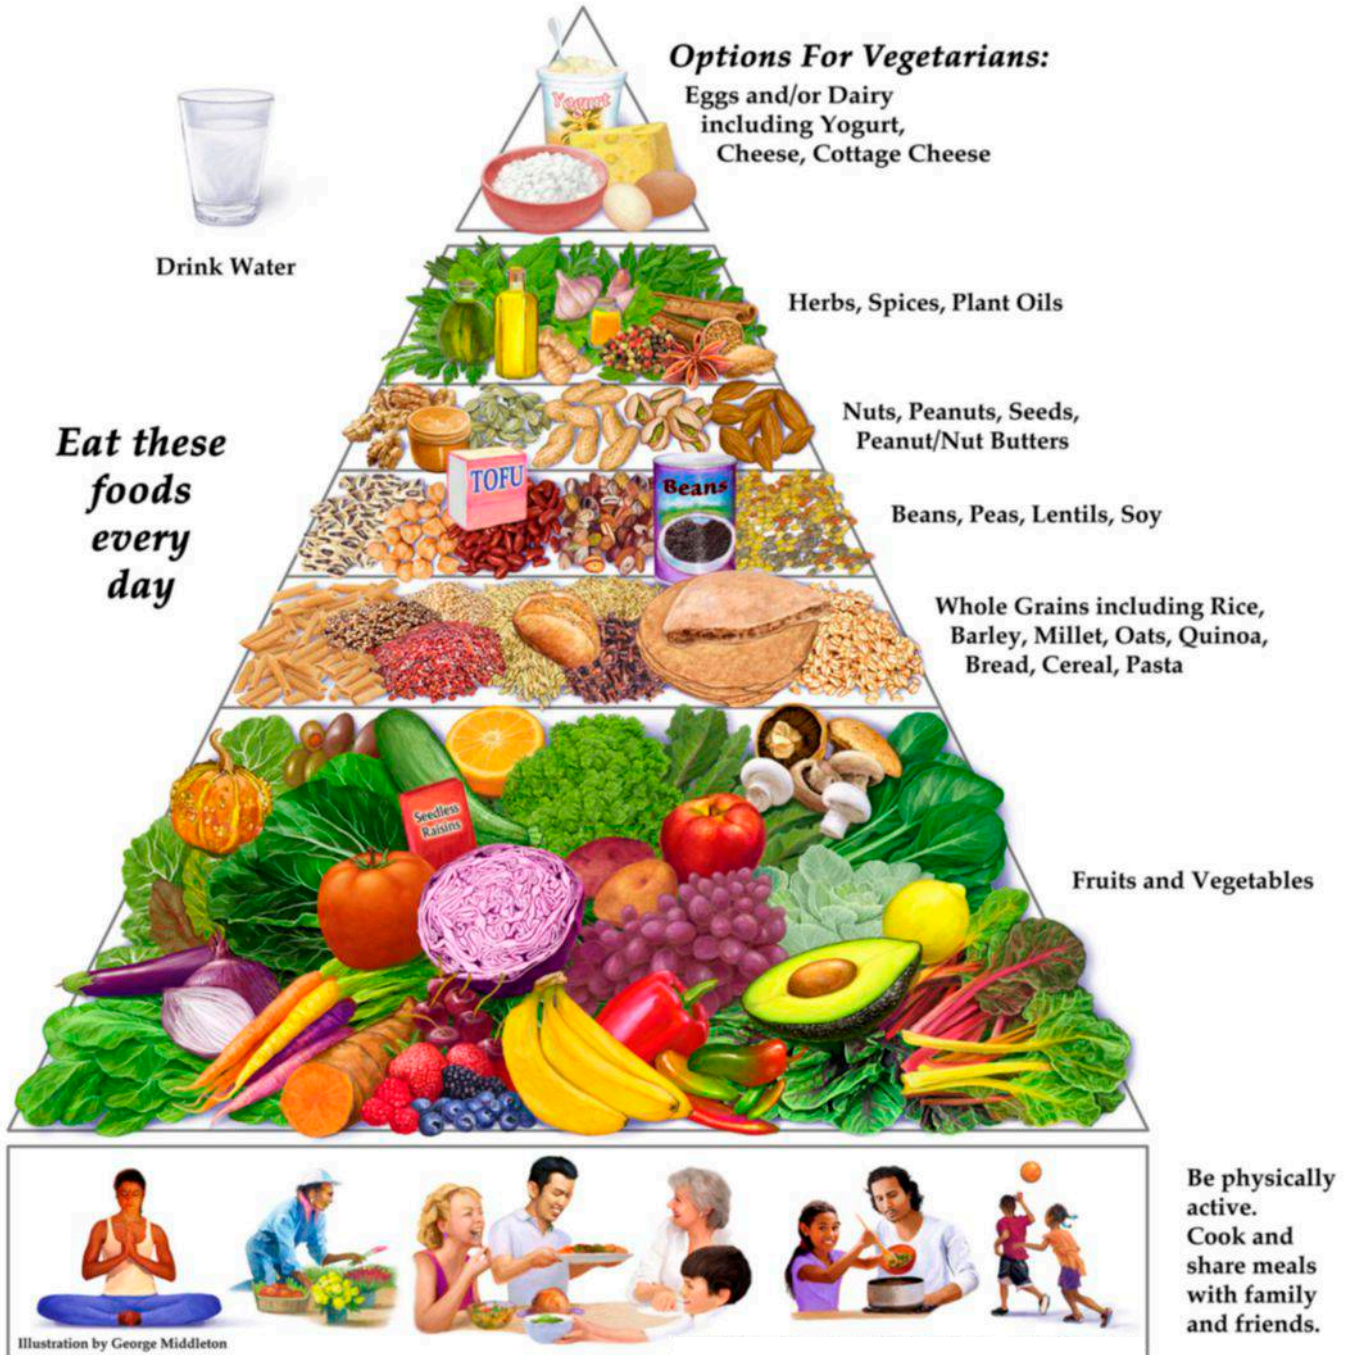 Options For Vegetarians:
Eggs and/or Dairy
including Yogurt,
Cheese, Cottage Cheese
Yogurt
Drink Water
Herbs, Spices, Plant Oils
Eat these
foods
every
day
Nuts, Peanuts, Seeds,
Peanut/Nut Butters
TOFU
Beans
Beans, Peas, Lentils, Soy
Whole Grains including Rice,
Barley, Millet, Oats, Quinoa,
Bread, Cereal, Pasta
Seedless
Raisins
Fruits and Vegetables
Be physically
active.
Cook and
share meals
with family
and friends.
Illustration by George Middleton